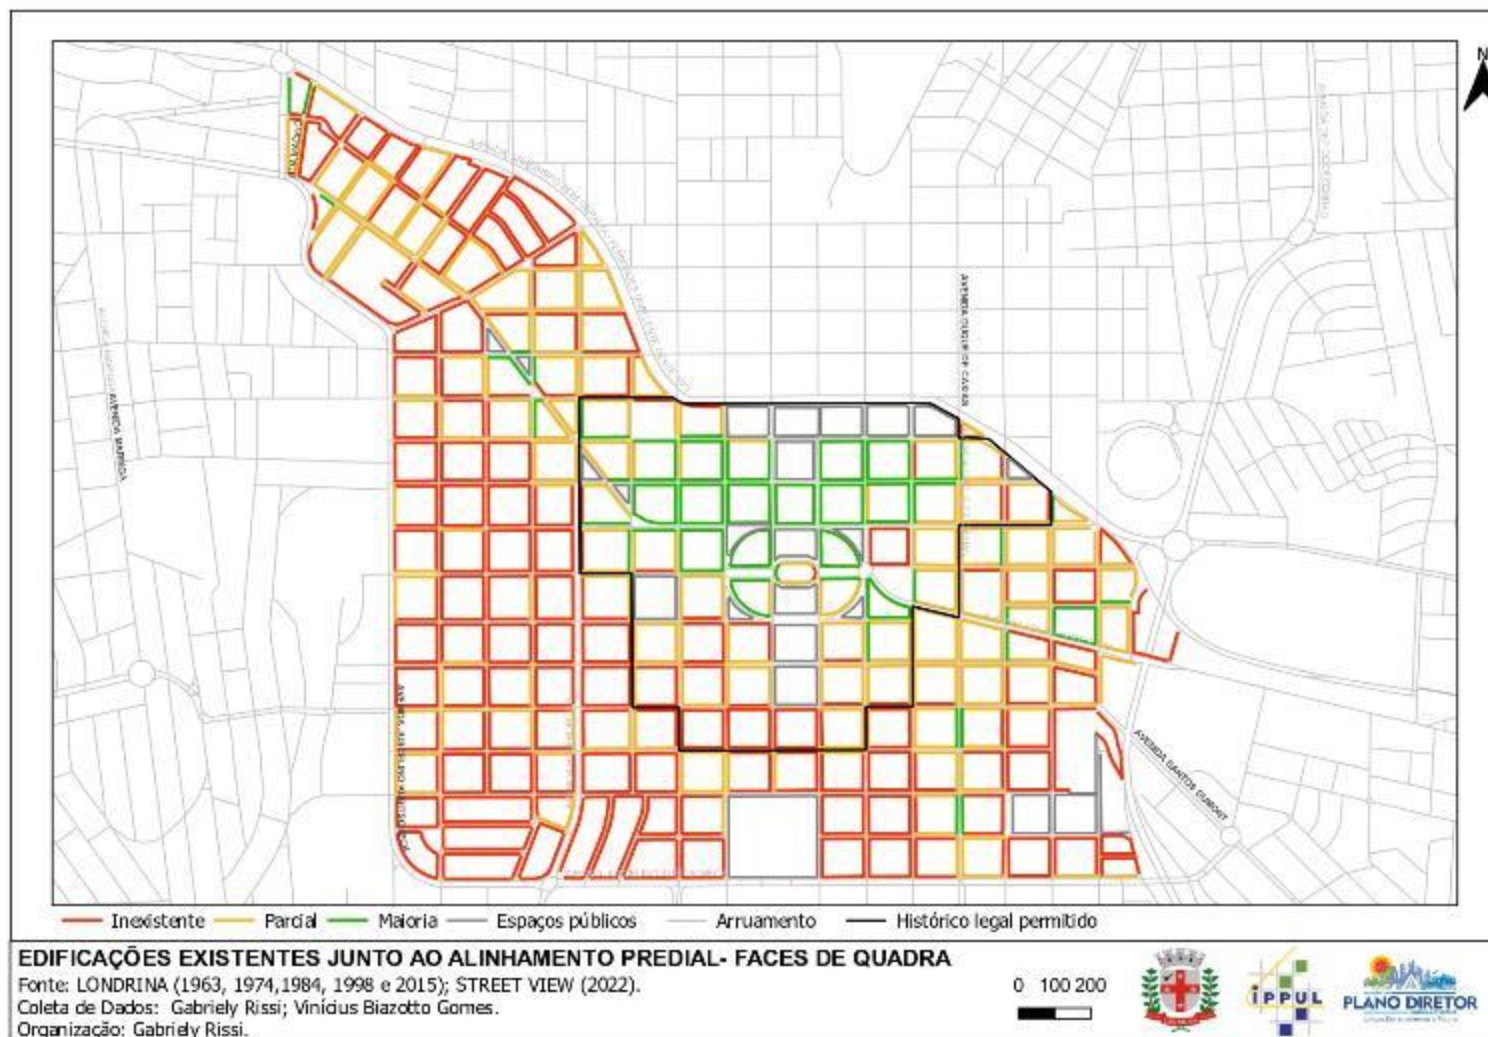 N
AVENIDA DUQUE DE CAXIAS
AVENIDA MARINGÁ
AVENIDA SANTOS DUMONT
Inexistente
Parcial
Maioria
Espaços públicos
Arruamento
Histórico legal permitido
EDIFICAÇÕES EXISTENTES JUNTO AO ALINHAMENTO PREDIAL- FACES DE QUADRA
Fonte: LONDRINA (1963, 1974,1984, 1998 e 2015); STREET VIEW (2022).
Coleta de Dados: Gabriely Rissi; Vinícius Biazotto Gomes.
Organização: Gabriely Rissi.
0 100 200
iPPUL
PLANO DIRETOR